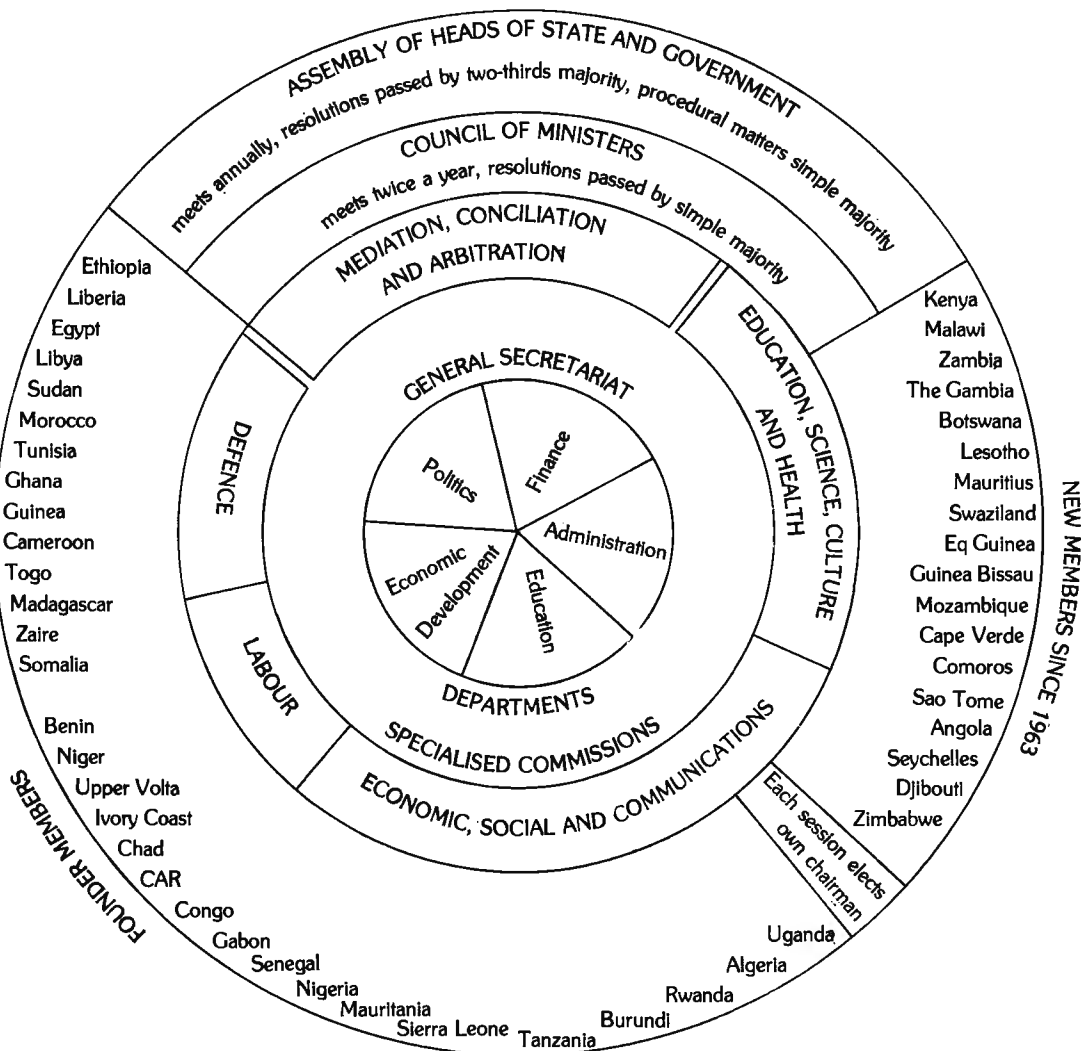 ASSEMBLY OF HEADS OF STATE AND GOVERNMENT
meets annually, resolutions passed by two-thirds majority, procedural matters simple majority
COUNCIL OF MINISTERS
meets twice a year, resolutions passed by simple majority
MEDIATION, CONCILIATION
AND ARBITRATION
EDUCATION, SCIENCE, CULTURE
AND HEALTH
DEFENCE
LABOUR
ECONOMIC, SOCIAL AND COMMUNICATIONS
SPECIALISED COMMISSIONS
GENERAL SECRETARIAT
Politics
Finance
Administration
Education
Economic
Development
DEPARTMENTS
Each session elects
own chairman
FOUNDER MEMBERS
Ethiopia
Liberia
Egypt
Libya
Sudan
Morocco
Tunisia
Ghana
Guinea
Cameroon
Togo
Madagascar
Zaire
Somalia
Benin
Niger
Upper Volta
Ivory Coast
Chad
CAR
Congo
Gabon
Senegal
Nigeria
Mauritania
Sierra Leone
Tanzania
Burundi
Rwanda
Algeria
Uganda
NEW MEMBERS SINCE 1963
Kenya
Malawi
Zambia
The Gambia
Botswana
Lesotho
Mauritius
Swaziland
Eq Guinea
Guinea Bissau
Mozambique
Cape Verde
Comoros
Sao Tome
Angola
Seychelles
Djibouti
Zimbabwe